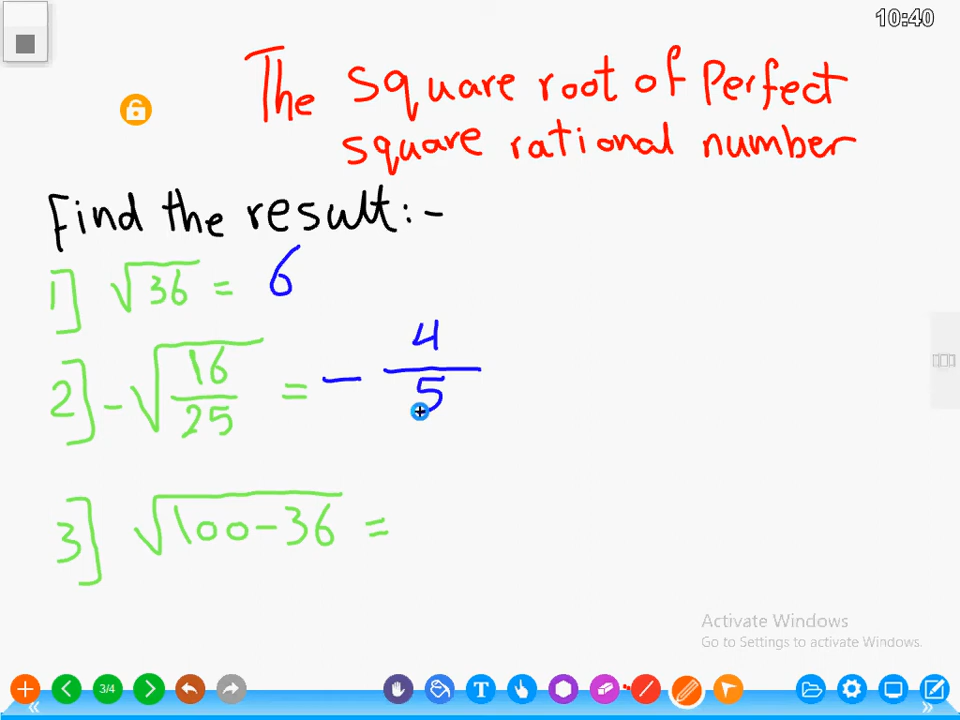 10:40
The square root of Perfect
square rational number
Find the result:-
1] √36 = 6
2] -√16/25 = - 4/5
3] √100-36 =
Activate Windows
Go to Settings to activate Windows.
3/4
T